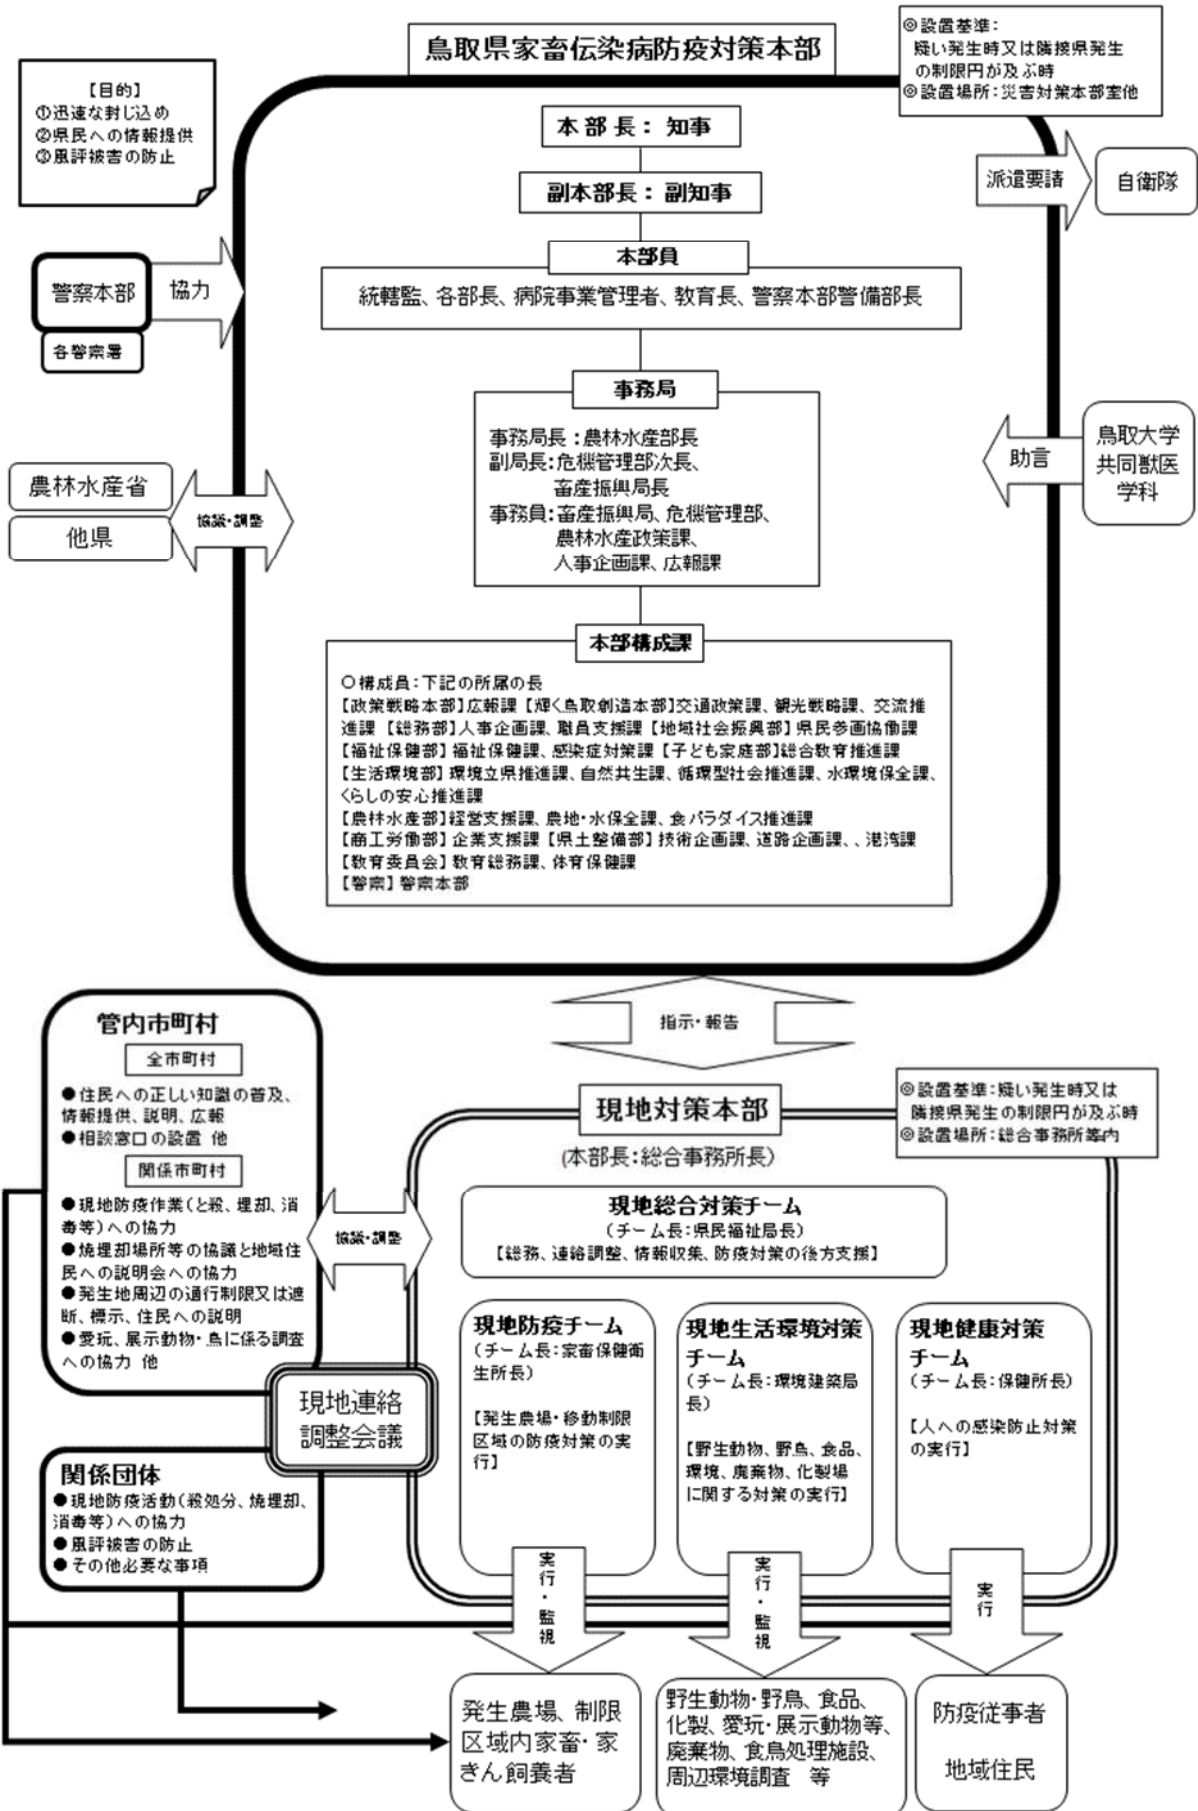 鳥取県家畜伝染病防疫対策本部
◎設置基準：
疑い発生時又は隣接県発生
の制限円が及ぶ時
◎設置場所：災害対策本部室他
【目的】
①迅速な封じ込め
②県民への情報提供
③風評被害の防止
本部長：知事
副本部長：副知事
本部員
統轄監、各部長、病院事業管理者、教育長、警察本部警備部長
派遣要請
自衛隊
警察本部
協力
各警察署
事務局
事務局長：農林水産部長
副局長：危機管理部次長、
畜産振興局長
事務員：畜産振興局、危機管理部、
農林水産政策課、
人事企画課、広報課
助言
鳥取大学
共同獣医
学科
農林水産省
他県
協議・調整
本部構成課
○構成員：下記の所属の長
【政策戦略本部】広報課【輝く鳥取創造本部】交通政策課、観光戦略課、交流推
進課【総務部】人事企画課、職員支援課【地域社会振興部】県民参画協働課
【福祉保健部】福祉保健課、感染症対策課【子ども家庭部】総合教育推進課
【生活環境部】環境立県推進課、自然共生課、循環型社会推進課、水環境保全課、
くらしの安心推進課
【農林水産部】経営支援課、農地・水保全課、食パラダイス推進課
【商工労働部】企業支援課【県土整備部】技術企画課、道路企画課、、港湾課
【教育委員会】教育総務課、体育保健課
【警察】警察本部
指示・報告
管内市町村
全市町村
●住民への正しい知識の普及、
情報提供、説明、広報
●相談窓口の設置 他
関係市町村
●現地防疫作業(と殺、埋却、消
毒等)への協力
●焼埋却場所等の協議と地域住
民への説明会への協力
●発生地周辺の通行制限又は遮
断、標示、住民への説明
●愛玩、展示動物・鳥に係る調査
への協力 他
協議・調整
現地連絡
調整会議
関係団体
●現地防疫活動(殺処分、焼埋却、
消毒等)への協力
●風評被害の防止
●その他必要な事項
現地対策本部
(本部長：総合事務所長)
◎設置基準：疑い発生時又は
隣接県発生の制限円が及ぶ時
◎設置場所：総合事務所等内
現地総合対策チーム
(チーム長：県民福祉局長)
【総務、連絡調整、情報収集、防疫対策の後方支援】
現地防疫チーム
(チーム長：家畜保健衛
生所長)
【発生農場・移動制限
区域の防疫対策の実
行】
現地生活環境対策
チーム
(チーム長：環境建築局
長)
【野生動物、野鳥、食品、
環境、廃棄物、化製場
に関する対策の実行】
現地健康対策
チーム
(チーム長：保健所長)
【人への感染防止対策
の実行】
実行・監視
実行・監視
実行
発生農場、制限
区域内家畜・家
きん飼養者
野生動物・野鳥、食品、
化製、愛玩・展示動物等、
廃棄物、食鳥処理施設、
周辺環境調査 等
防疫従事者
地域住民